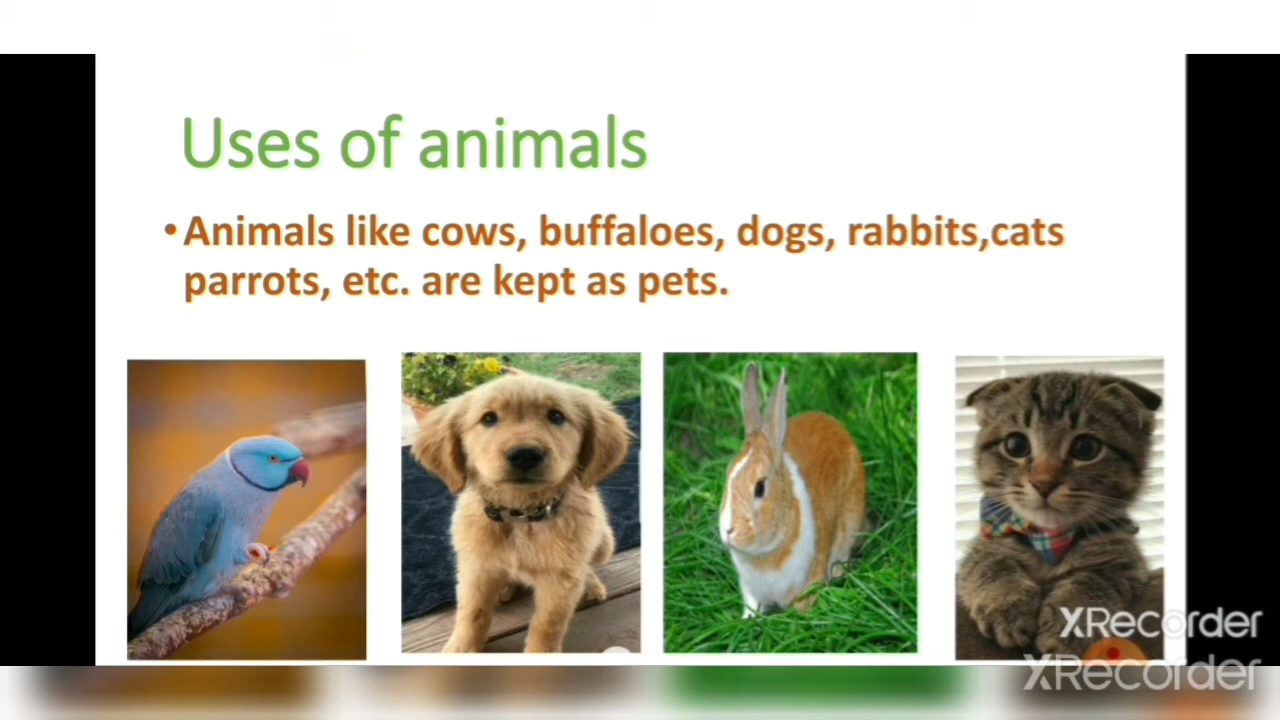 Uses of animals
•Animals like cows, buffaloes, dogs, rabbits,cats
parrots, etc. are kept as pets.
XRecorder
XRecorder